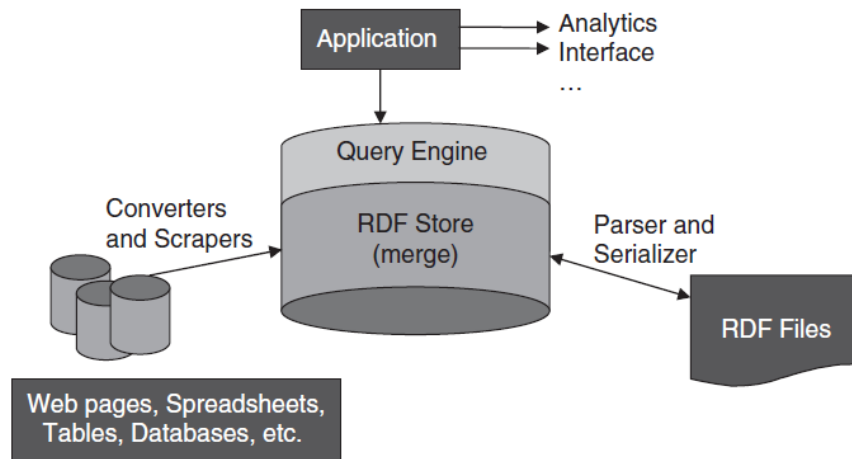 Application
Analytics
Interface
...
Query Engine
RDF Store
(merge)
Converters
and Scrapers
Parser and
Serializer
RDF Files
Web pages, Spreadsheets,
Tables, Databases, etc.